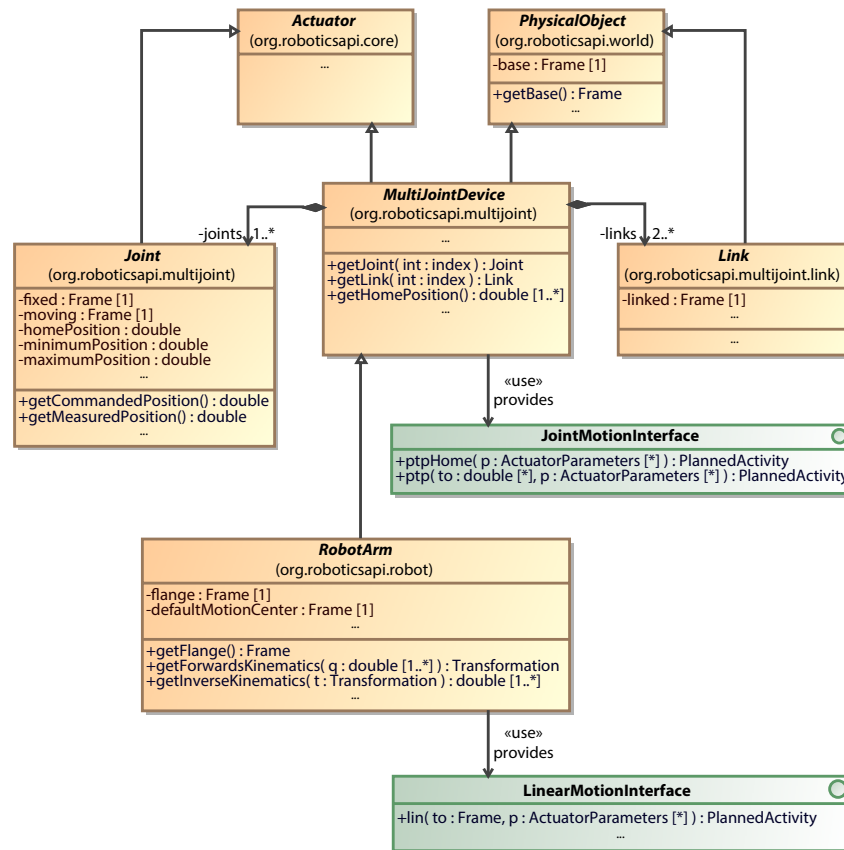 Actuator
(org.roboticsapi.core)
...
PhysicalObject
(org.roboticsapi.world)
-base : Frame [1]
+getBase() : Frame
...
MultiJointDevice
(org.roboticsapi.multijoint)
...
+getJoint( int : index ) : Joint
+getLink( int : index ) : Link
+getHomePosition() : double [1..*]
...
-joints 1..*
-links 2..*
Joint
(org.roboticsapi.multijoint)
-fixed : Frame [1]
-moving : Frame [1]
-homePosition : double
-minimumPosition : double
-maximumPosition : double
...
+getCommandedPosition() : double
+getMeasuredPosition() : double
...
Link
(org.roboticsapi.multijoint.link)
-linked : Frame [1]
...
...
«use»
provides
JointMotionInterface
+ptpHome( p : ActuatorParameters [*] ) : PlannedActivity
+ptp( to : double [*], p : ActuatorParameters [*] ) : PlannedActivity
RobotArm
(org.roboticsapi.robot)
-flange : Frame [1]
-defaultMotionCenter : Frame [1]
...
+getFlange() : Frame
+getForwardsKinematics( q : double [1..*] ) : Transformation
+getInverseKinematics( t : Transformation ) : double [1..*]
...
«use»
provides
LinearMotionInterface
+lin( to : Frame, p : ActuatorParameters [*] ) : PlannedActivity
...